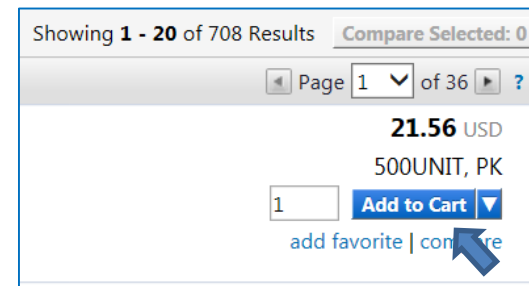 Showing 1 - 20 of 708 Results Compare Selected: 0
Page 1 of 36 ?
21.56 USD
500UNIT, PK
1 Add to Cart
add favorite | compare